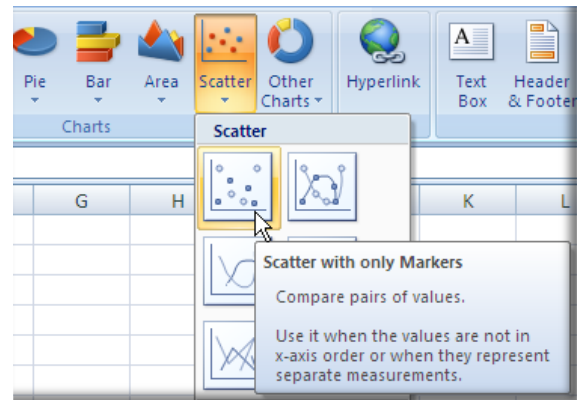 Pie Bar Area Scatter Other Charts Hyperlink Text Box Header & Footer
Charts
Scatter
G H K L
Scatter with only Markers
Compare pairs of values.
Use it when the values are not in
x-axis order or when they represent
separate measurements.